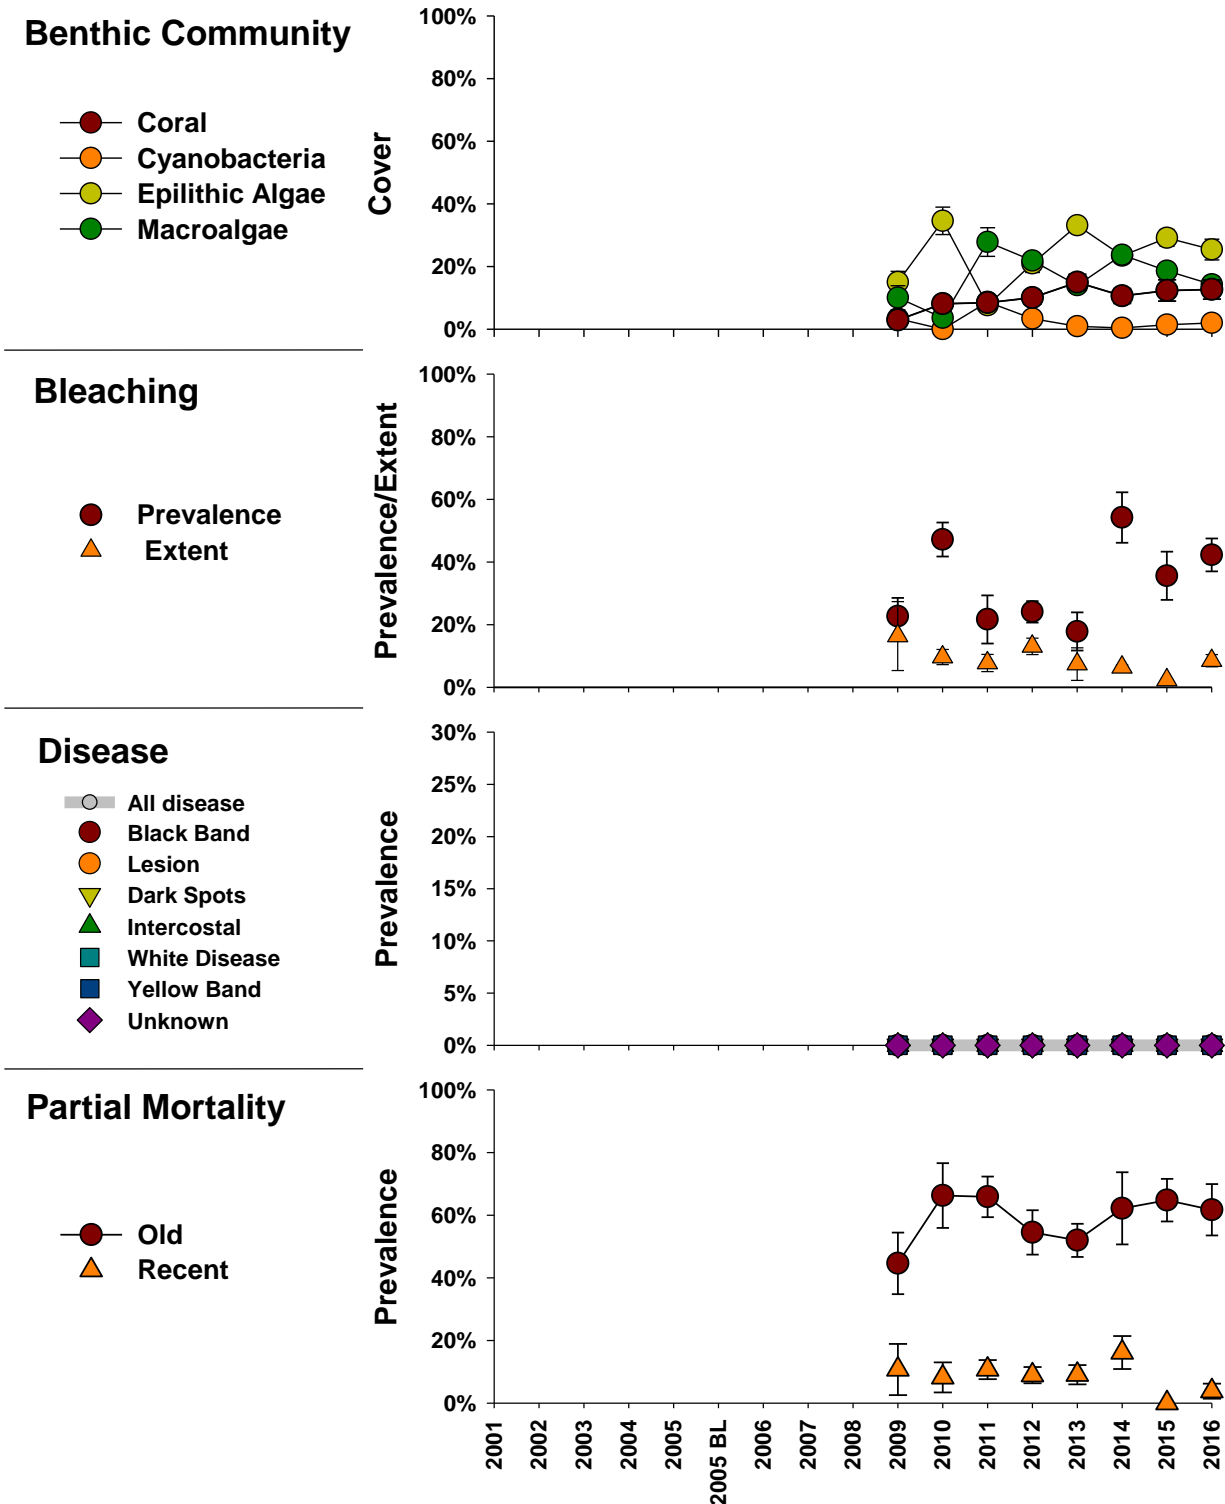 Benthic Community
Coral
Cyanobacteria
Epilithic Algae
Macroalgae
Cover
100%
80%
60%
40%
20%
0%
Bleaching
Prevalence
Extent
Prevalence/Extent
100%
80%
60%
40%
20%
0%
Disease
All disease
Black Band
Lesion
Dark Spots
Intercostal
White Disease
Yellow Band
Unknown
Prevalence
30%
25%
20%
15%
10%
5%
0%
Partial Mortality
Old
Recent
Prevalence
100%
80%
60%
40%
20%
0%
2001
2002
2003
2004
2005
2005 BL
2006
2007
2008
2009
2010
2011
2012
2013
2014
2015
2016